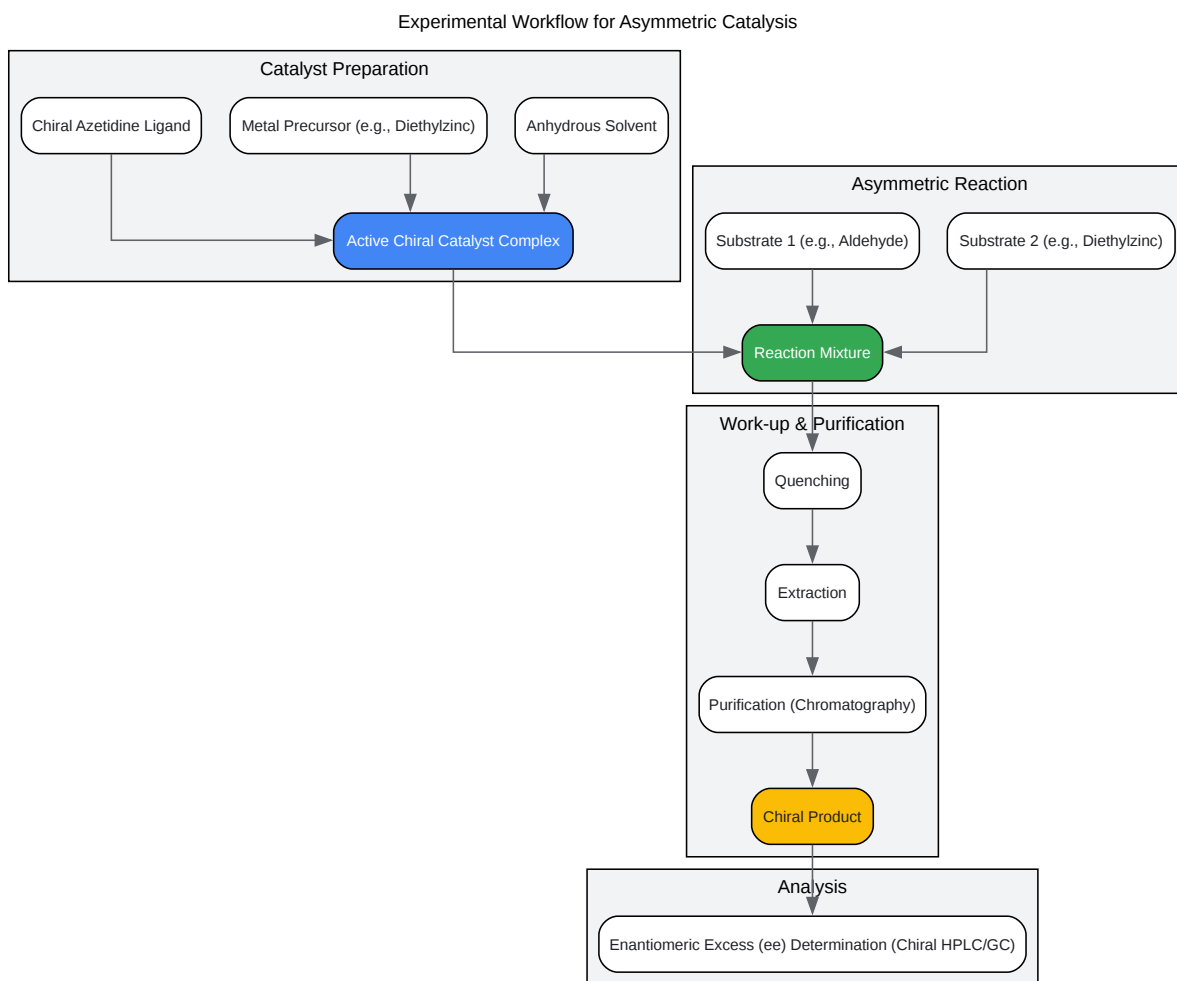 Experimental Workflow for Asymmetric Catalysis
Catalyst Preparation
Chiral Azetidine Ligand
Metal Precursor (e.g., Diethylzinc)
Anhydrous Solvent
Active Chiral Catalyst Complex
Asymmetric Reaction
Substrate 1 (e.g., Aldehyde)
Substrate 2 (e.g., Diethylzinc)
Reaction Mixture
Work-up & Purification
Quenching
Extraction
Purification (Chromatography)
Chiral Product
Analysis
Enantiomeric Excess (ee) Determination (Chiral HPLC/GC)